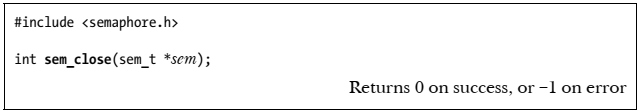 #include <semaphore.h>
int sem_close(sem_t *sem);
Returns 0 on success, or –1 on error